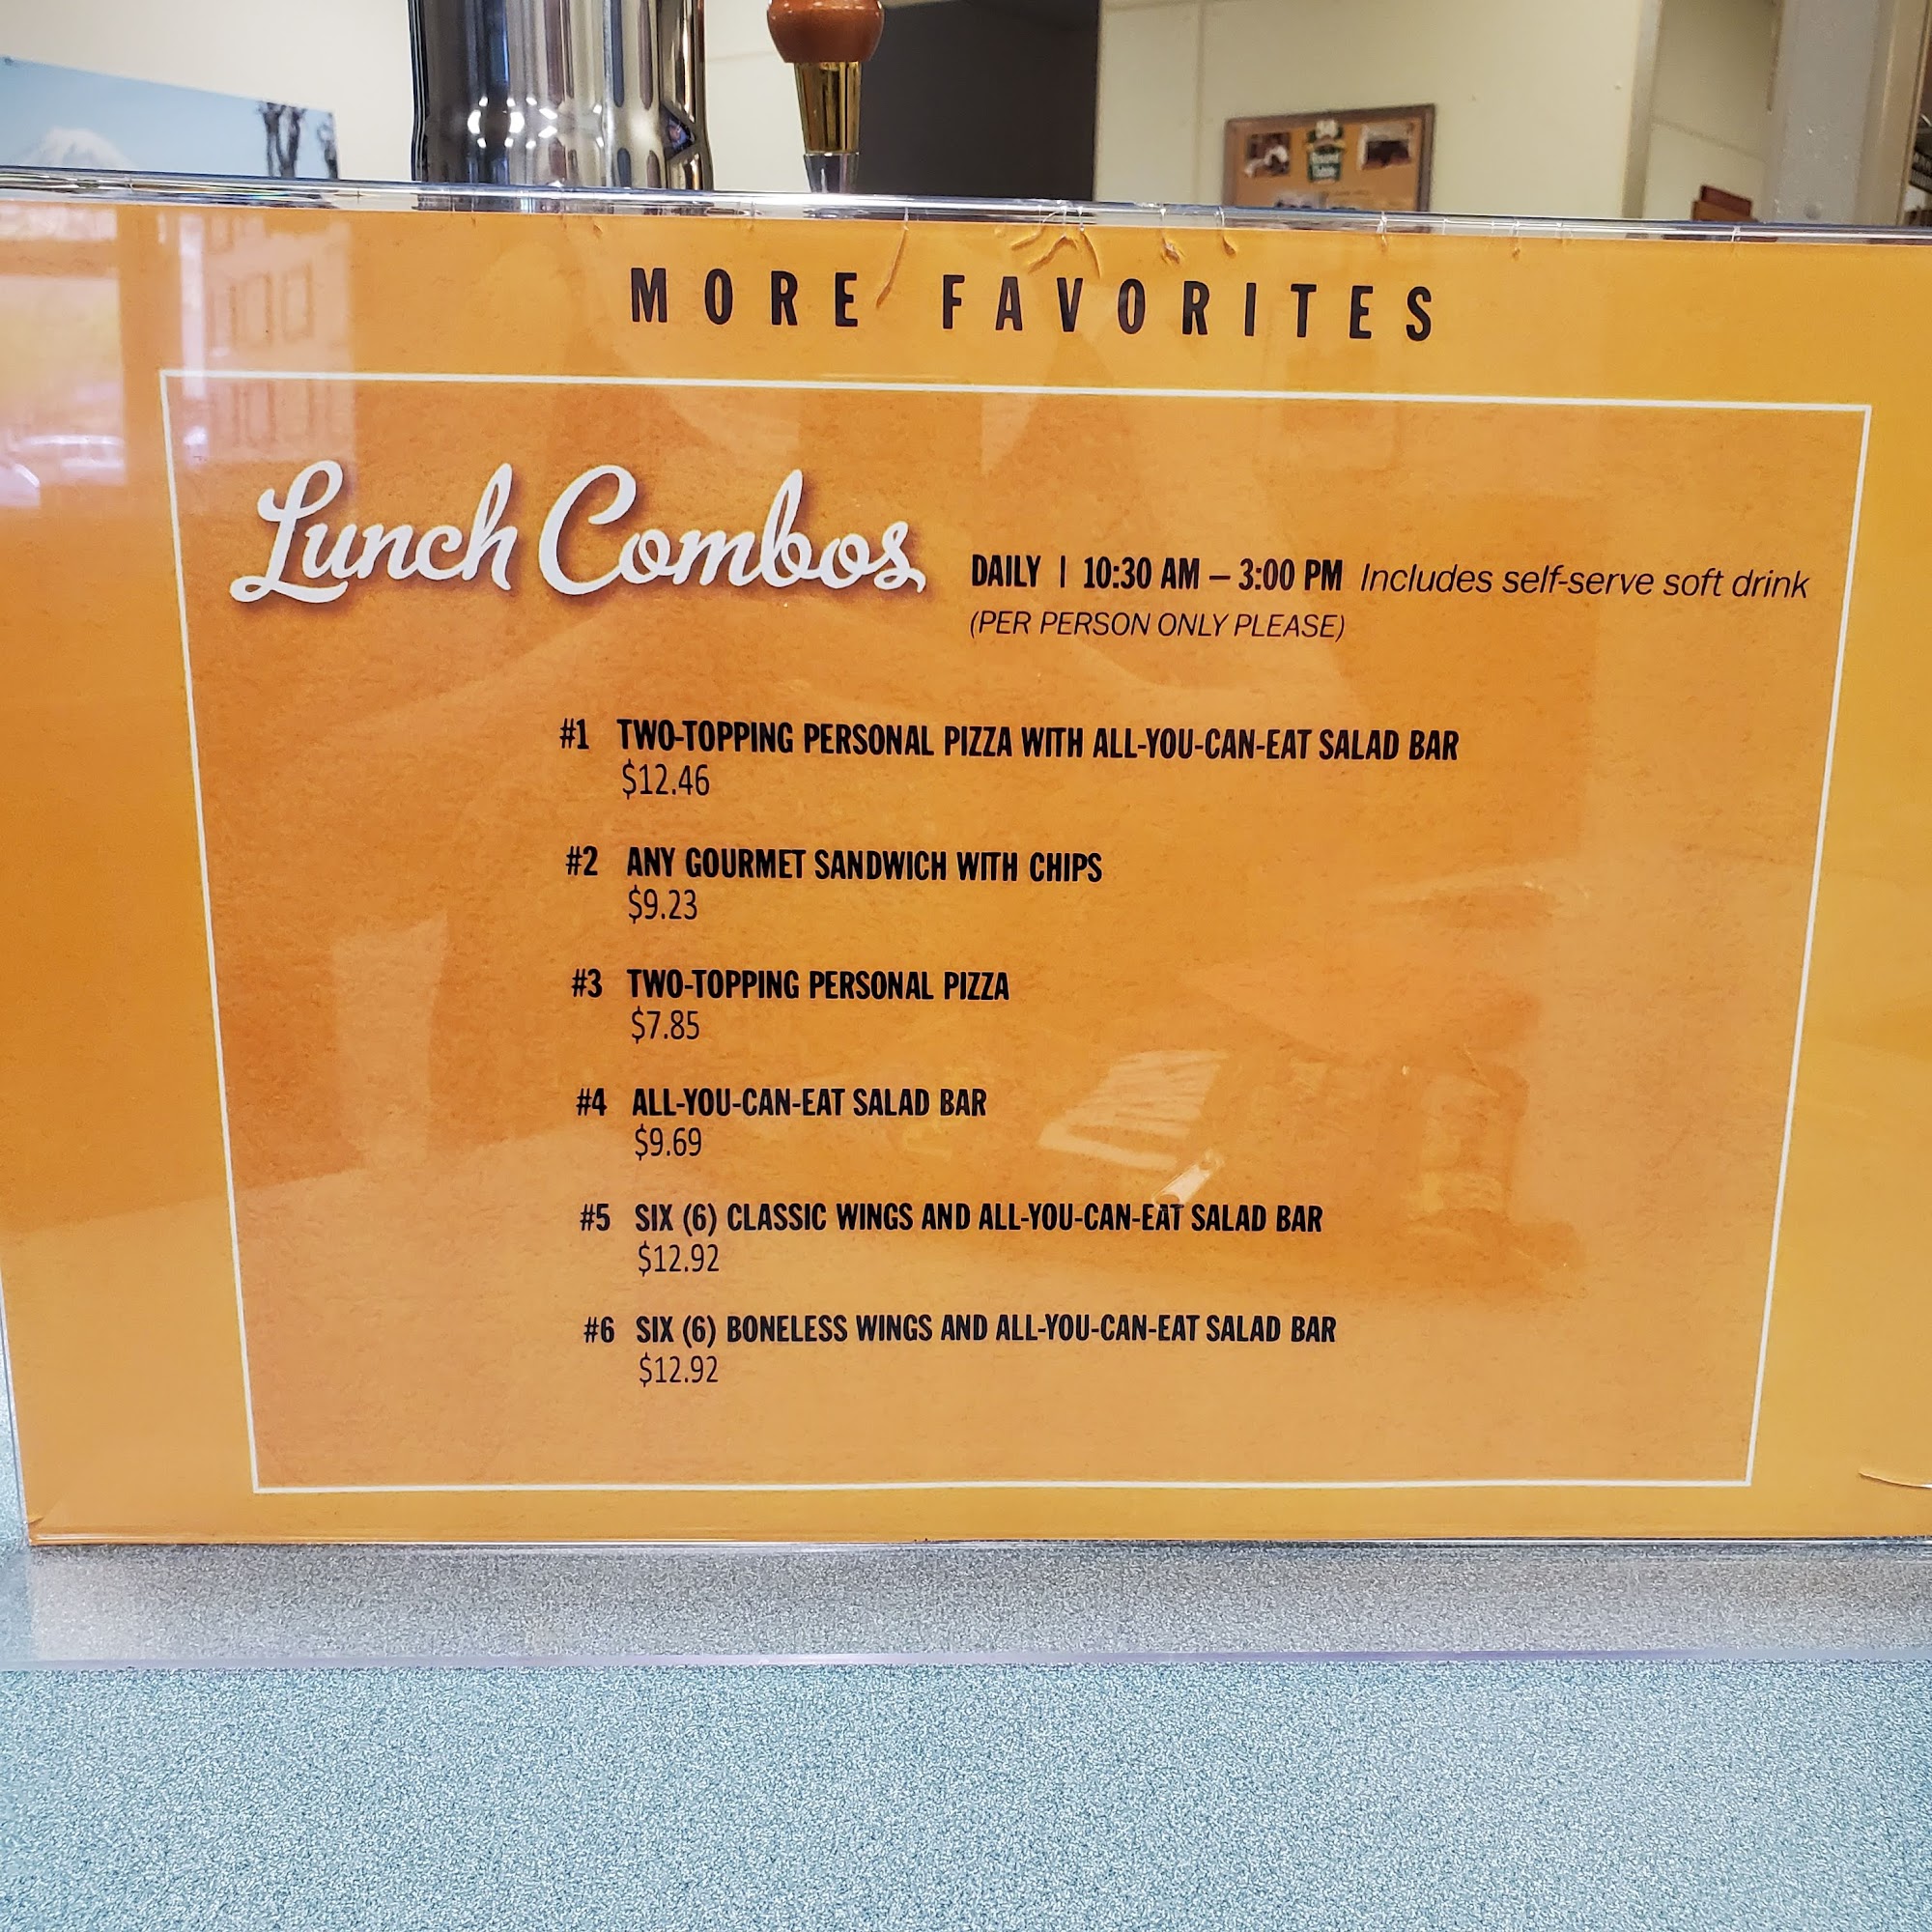 MORE FAVORITES
Lunch Combos DAILY | 10:30 AM – 3:00 PM Includes self-serve soft drink
(PER PERSON ONLY PLEASE)
#1 TWO-TOPPING PERSONAL PIZZA WITH ALL-YOU-CAN-EAT SALAD BAR
$12.46
#2 ANY GOURMET SANDWICH WITH CHIPS
$9.23
#3 TWO-TOPPING PERSONAL PIZZA
$7.85
#4 ALL-YOU-CAN-EAT SALAD BAR
$9.69
#5 SIX (6) CLASSIC WINGS AND ALL-YOU-CAN-EAT SALAD BAR
$12.92
#6 SIX (6) BONELESS WINGS AND ALL-YOU-CAN-EAT SALAD BAR
$12.92